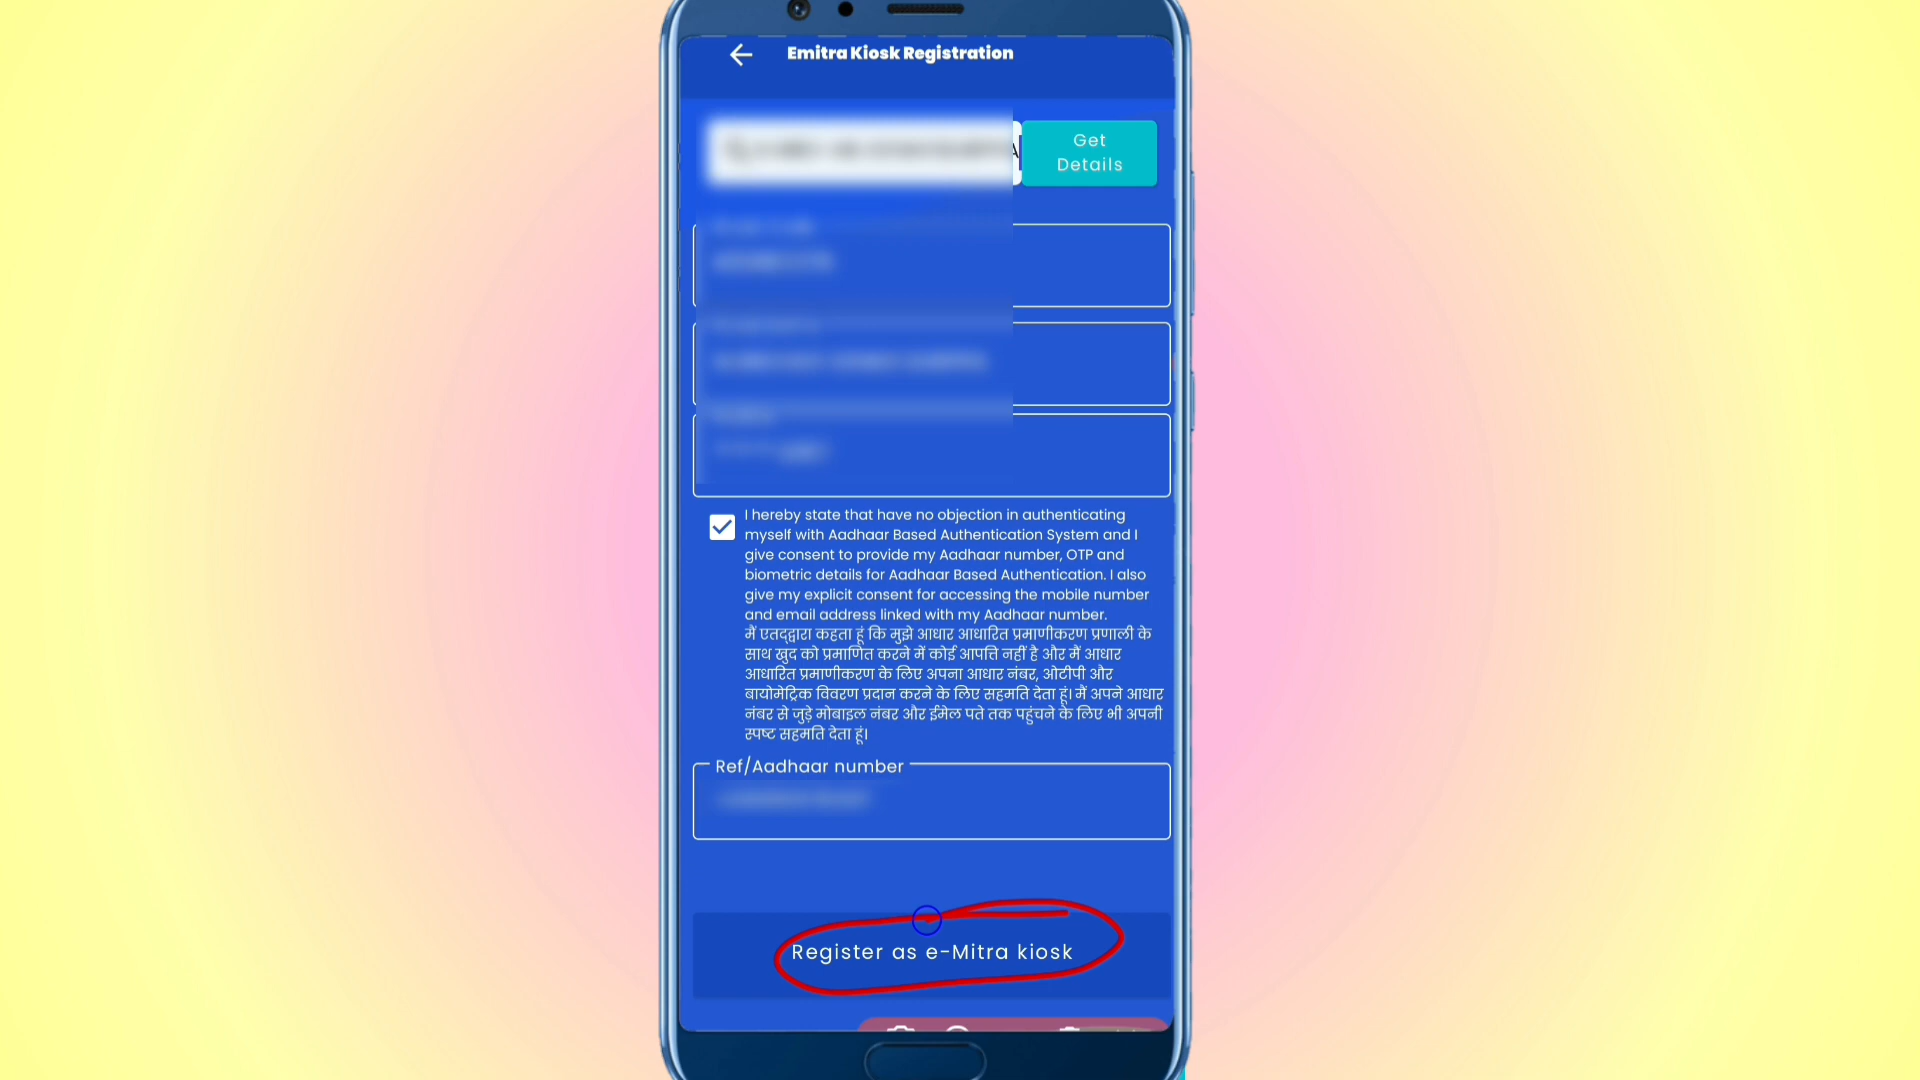 Emitra Kiosk Registration
Get
Details
I hereby state that have no objection in authenticating
myself with Aadhaar Based Authentication System and I
give consent to provide my Aadhaar number, OTP and
biometric details for Aadhaar Based Authentication. I also
give my explicit consent for accessing the mobile number
and email address linked with my Aadhaar number.
मैं एतद्द्वारा कहता हूं कि मुझे आधार आधारित प्रमाणीकरण प्रणाली के
साथ खुद को प्रमाणित करने में कोई आपत्ति नहीं है और मैं आधार
आधारित प्रमाणीकरण के लिए अपना आधार नंबर, ओटीपी और
बायोमेट्रिक विवरण प्रदान करने के लिए सहमति देता हूं। मैं अपने आधार
नंबर से जुड़े मोबाइल नंबर और ईमेल पते तक पहुंचने के लिए भी अपनी
स्पष्ट सहमति देता हूं।
Ref/Aadhaar number
Register as e-Mitra kiosk